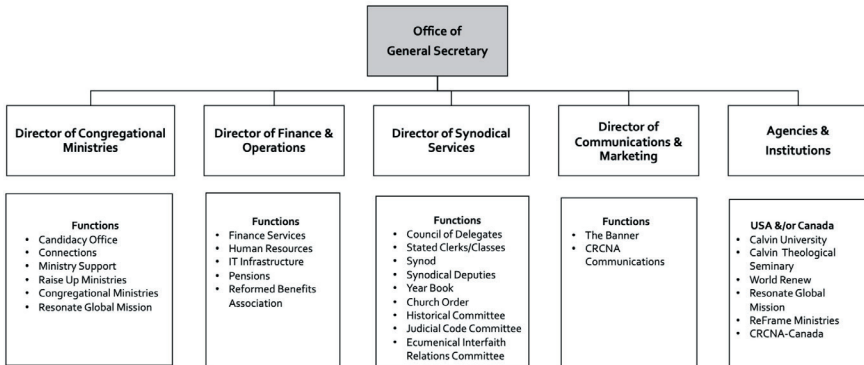 Office of
General Secretary
Director of Congregational
Ministries
Director of Finance &
Operations
Director of Synodical
Services
Director of
Communications &
Marketing
Agencies &
Institutions
Functions
• Candidacy Office
• Connections
• Ministry Support
• Raise Up Ministries
• Congregational Ministries
• Resonate Global Mission
Functions
• Finance Services
• Human Resources
• IT Infrastructure
• Pensions
• Reformed Benefits
Association
Functions
• Council of Delegates
• Stated Clerks/Classes
• Synod
• Synodical Deputies
• Year Book
• Church Order
• Historical Committee
• Judicial Code Committee
• Ecumenical Interfaith
Relations Committee
Functions
• The Banner
• CRCNA
Communications
USA &/or Canada
• Calvin University
• Calvin Theological
Seminary
• World Renew
• Resonate Global
Mission
• ReFrame Ministries
• CRCNA-Canada